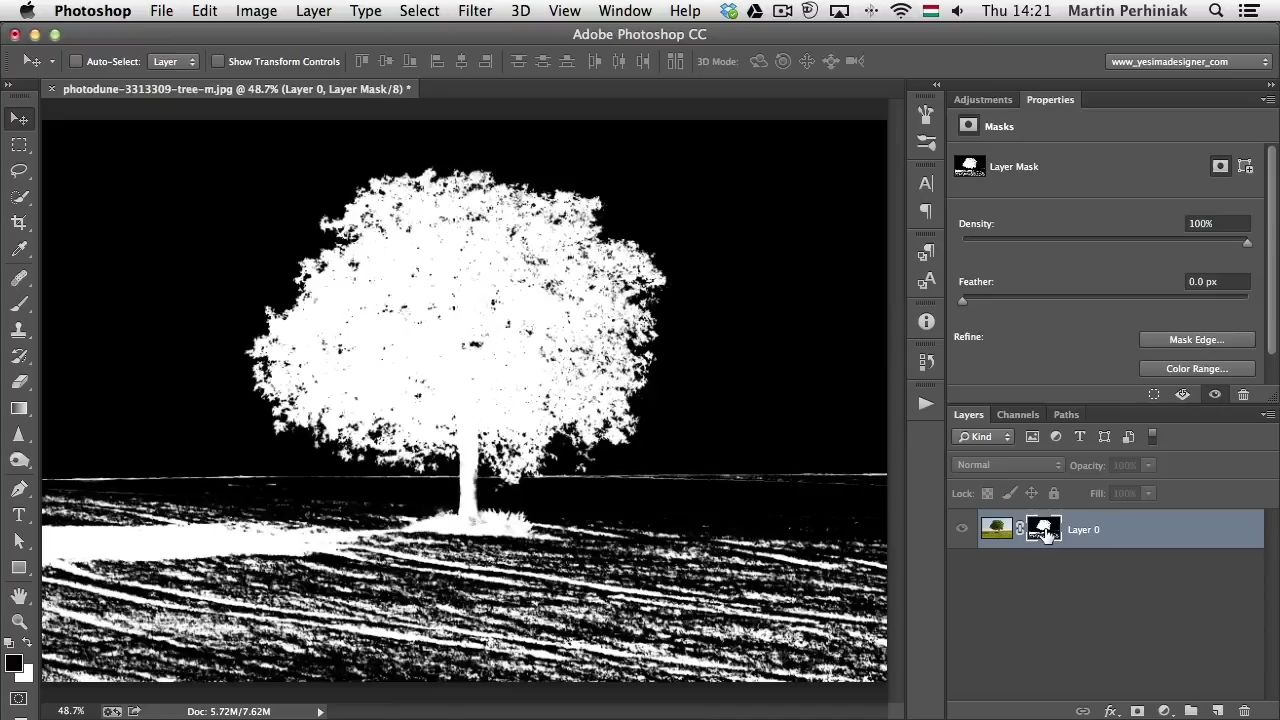 Photoshop File Edit Image Layer Type Select Filter 3D View Window Help Thu 14:21 Martin Perhiniak
Adobe Photoshop CC
Auto-Select: Layer Show Transform Controls 3D Mode: www_yesimadesigner_com
photodune-3313309-tree-m.jpg @ 48.7% (Layer 0, Layer Mask/8) *
Adjustments Properties
Masks
Layer Mask
Density: 100%
Feather: 0.0 px
Refine: Mask Edge...
Color Range...
Layers Channels Paths
Kind
Normal Opacity: 100%
Lock: Fill: 100%
Layer 0
48.7% Doc: 5.72M/7.62M